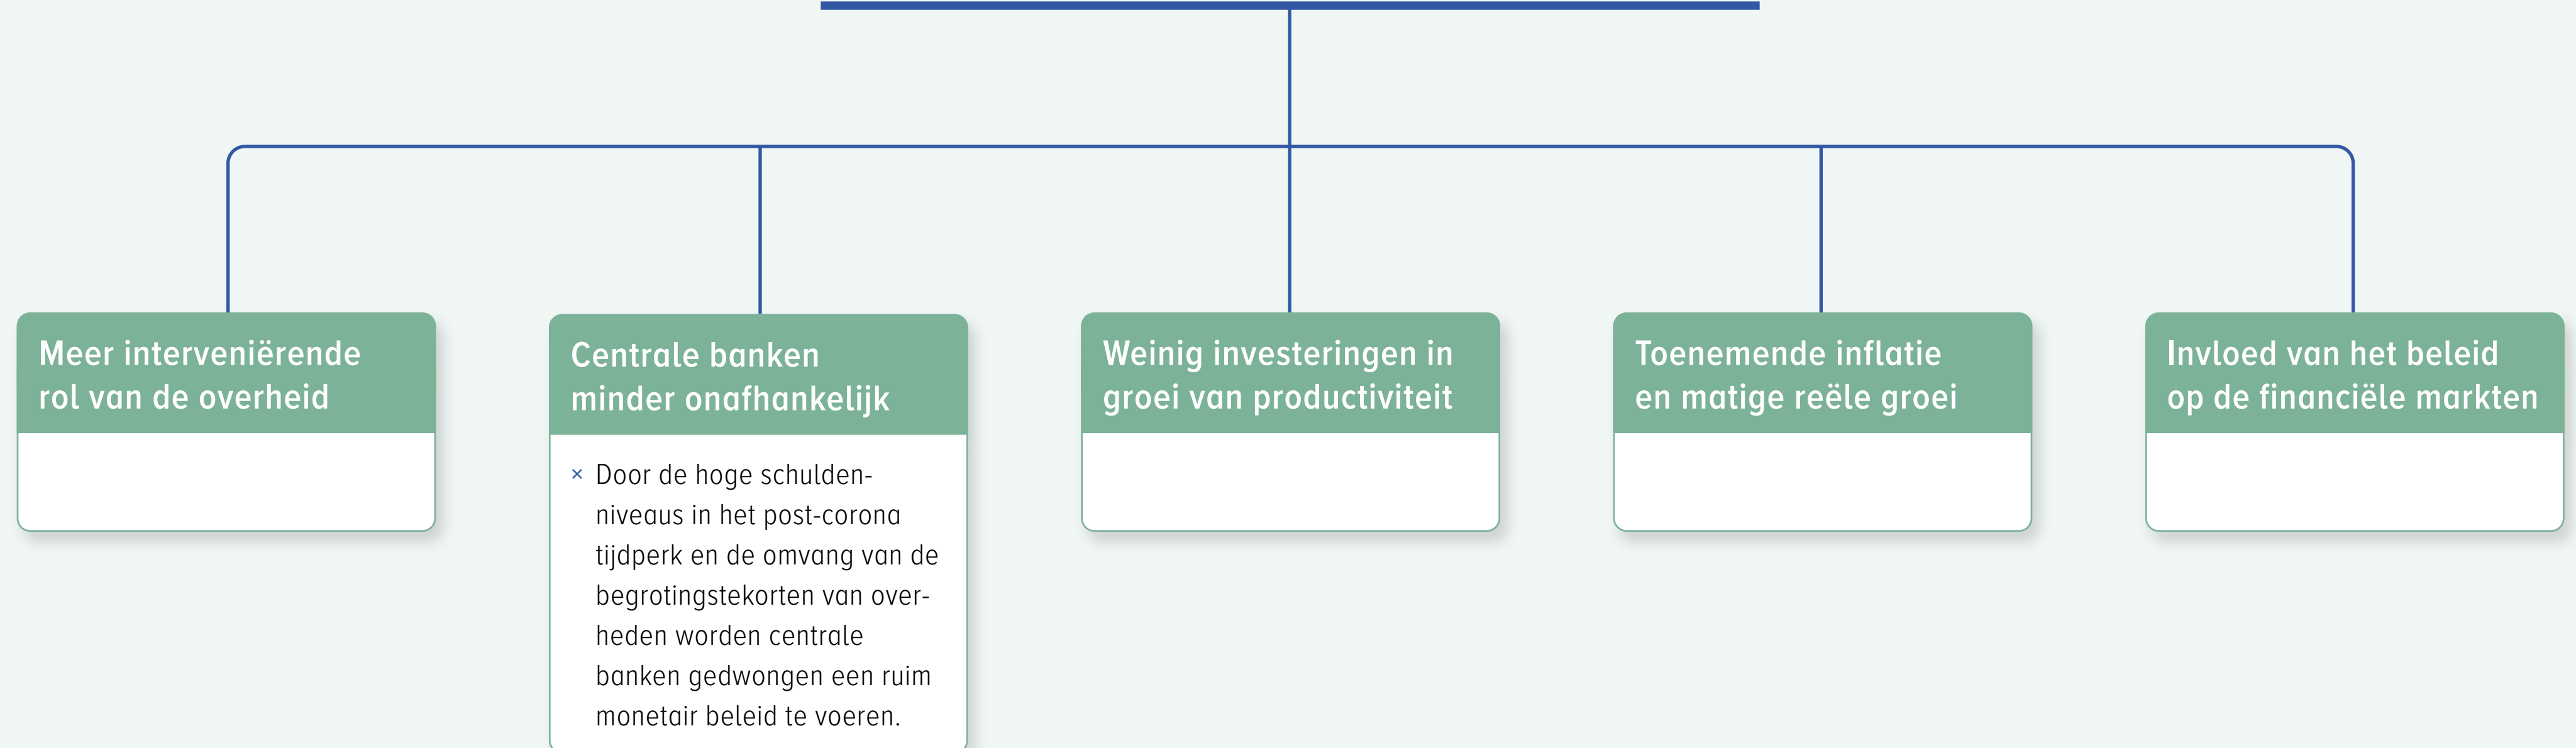 Meer interveniërende
rol van de overheid
Centrale banken
minder onafhankelijk
× Door de hoge schulden-
niveaus in het post-corona
tijdperk en de omvang van de
begrotingstekorten van over-
heden worden centrale
banken gedwongen een ruim
monetair beleid te voeren.
Weinig investeringen in
groei van productiviteit
Toenemende inflatie
en matige reële groei
Invloed van het beleid
op de financiële markten